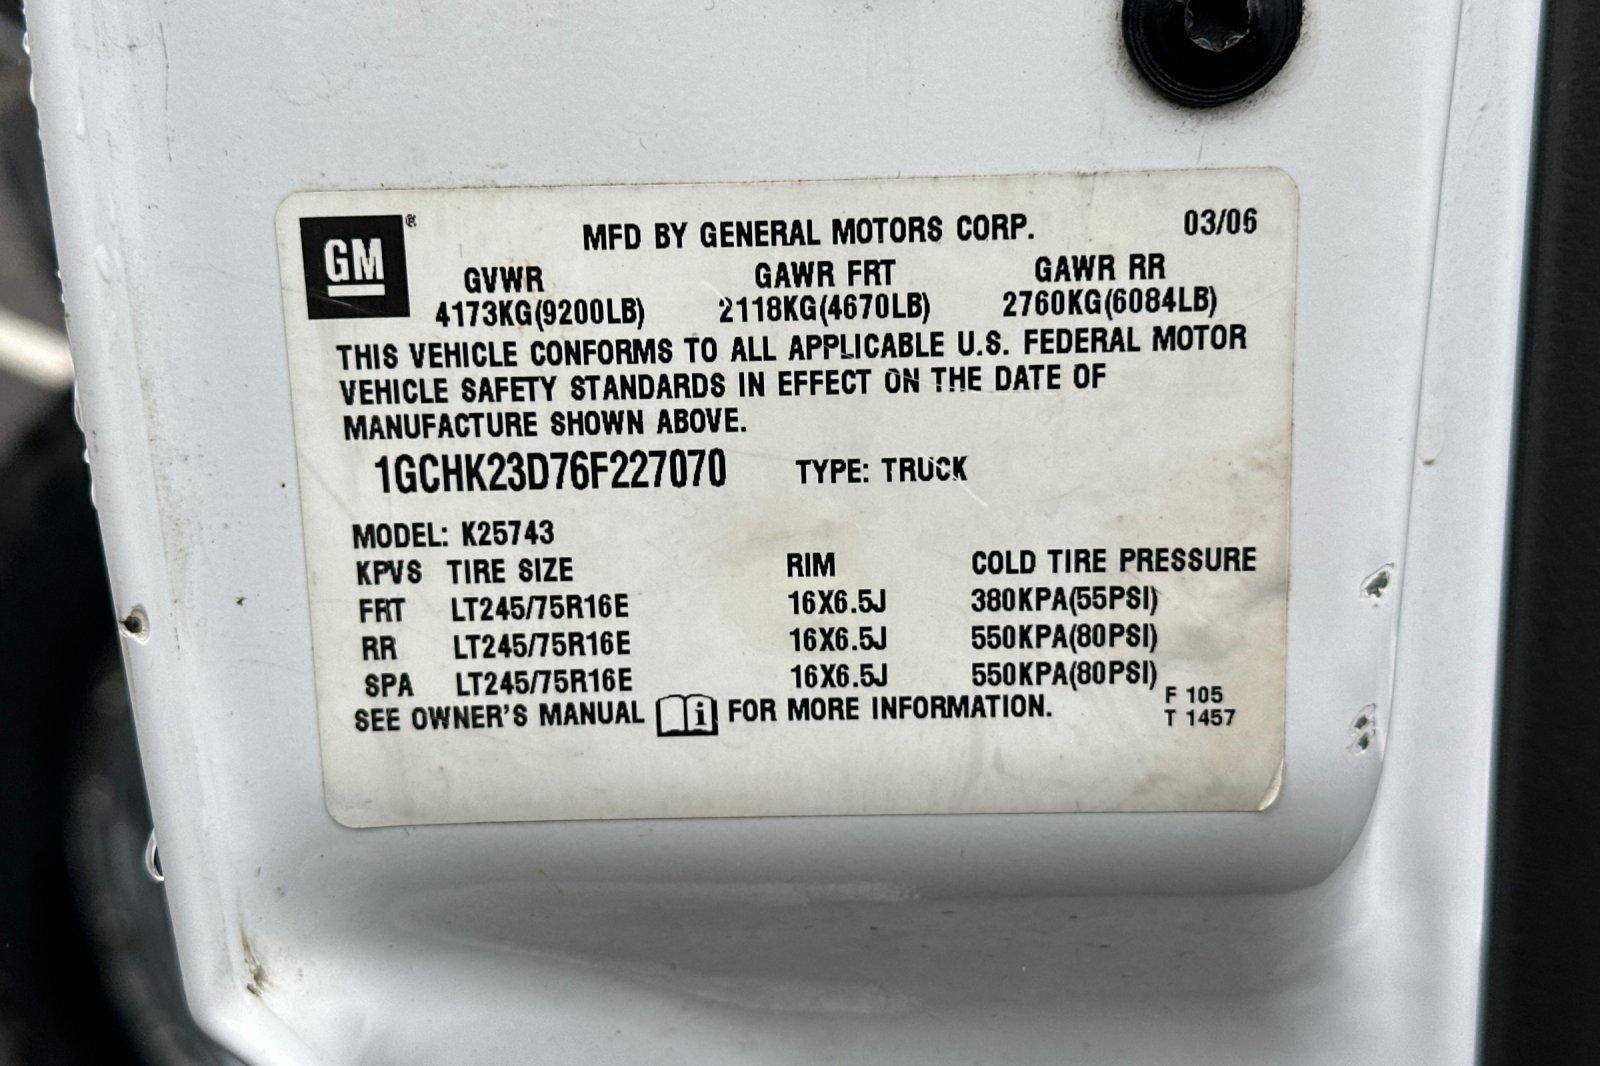 GM®
MFD BY GENERAL MOTORS CORP. 03/06
GVWR GAWR FRT GAWR RR
4173KG(9200LB) 2118KG(4670LB) 2760KG(6084LB)
THIS VEHICLE CONFORMS TO ALL APPLICABLE U.S. FEDERAL MOTOR
VEHICLE SAFETY STANDARDS IN EFFECT ON THE DATE OF
MANUFACTURE SHOWN ABOVE.
1GCHK23D76F227070 TYPE: TRUCK
MODEL: K25743
KPVS TIRE SIZE RIM COLD TIRE PRESSURE
FRT LT245/75R16E 16X6.5J 380KPA(55PSI)
RR LT245/75R16E 16X6.5J 550KPA(80PSI)
SPA LT245/75R16E 16X6.5J 550KPA(80PSI)
SEE OWNER'S MANUAL i FOR MORE INFORMATION.
F 105
T 1457